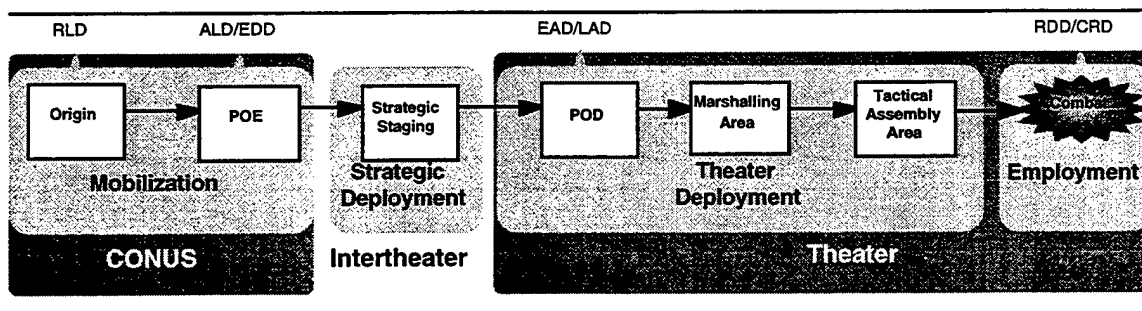 RLD
ALD/EDD
EAD/LAD
RDD/CRD
Origin
POE
Strategic
Staging
POD
Marshalling
Area
Tactical
Assembly
Area
Combat
Mobilization
Strategic
Deployment
Theater
Deployment
Employment
CONUS
Intertheater
Theater